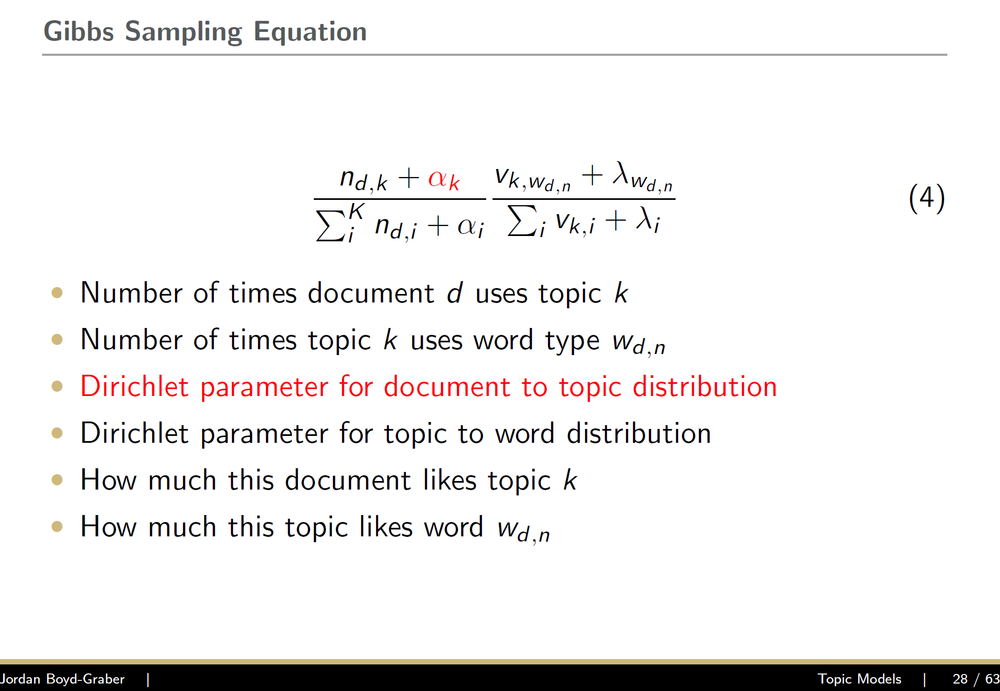 Gibbs Sampling Equation
$$\frac{n_{d,k} + \alpha_k}{\sum_i^K n_{d,i} + \alpha_i} \frac{v_{k,w_{d,n}} + \lambda_{w_{d,n}}}{\sum_i v_{k,i} + \lambda_i} \quad (4)$$
• Number of times document d uses topic k
• Number of times topic k uses word type $w_{d,n}$
• Dirichlet parameter for document to topic distribution
• Dirichlet parameter for topic to word distribution
• How much this document likes topic k
• How much this topic likes word $w_{d,n}$
Jordan Boyd-Graber | Topic Models | 28 / 63